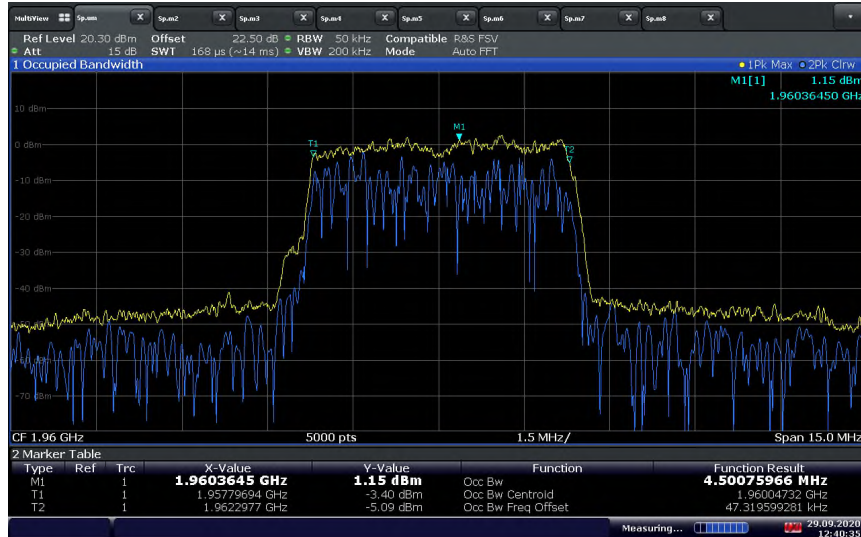 MultiView Sp.um X Sp.m2 X Sp.m3 X Sp.m4 X Sp.m5 X Sp.m6 X Sp.m7 X Sp.m8 X
Ref Level 20.30 dBm Offset 22.50 dB RBW 50 kHz Compatible R&S FSV
Att 15 dB SWT 168 µs (~14 ms) VBW 200 kHz Mode Auto FFT
1 Occupied Bandwidth 1Pk Max 2Pk Clrw
M1[1] 1.15 dBm
1.96036450 GHz
10 dBm
M1
0 dBm T1 T2
-10 dBm
-20 dBm
-30 dBm
-40 dBm
-70 dBm
CF 1.96 GHz 5000 pts 1.5 MHz/ Span 15.0 MHz
2 Marker Table
Type Ref Trc X-Value Y-Value Function Function Result
M1 1 1.9603645 GHz 1.15 dBm Occ Bw 4.50075966 MHz
T1 1 1.95779694 GHz -3.40 dBm Occ Bw Centroid 1.96004732 GHz
T2 1 1.9622977 GHz -5.09 dBm Occ Bw Freq Offset 47.319599281 kHz
Measuring... 29.09.2020
12:40:35